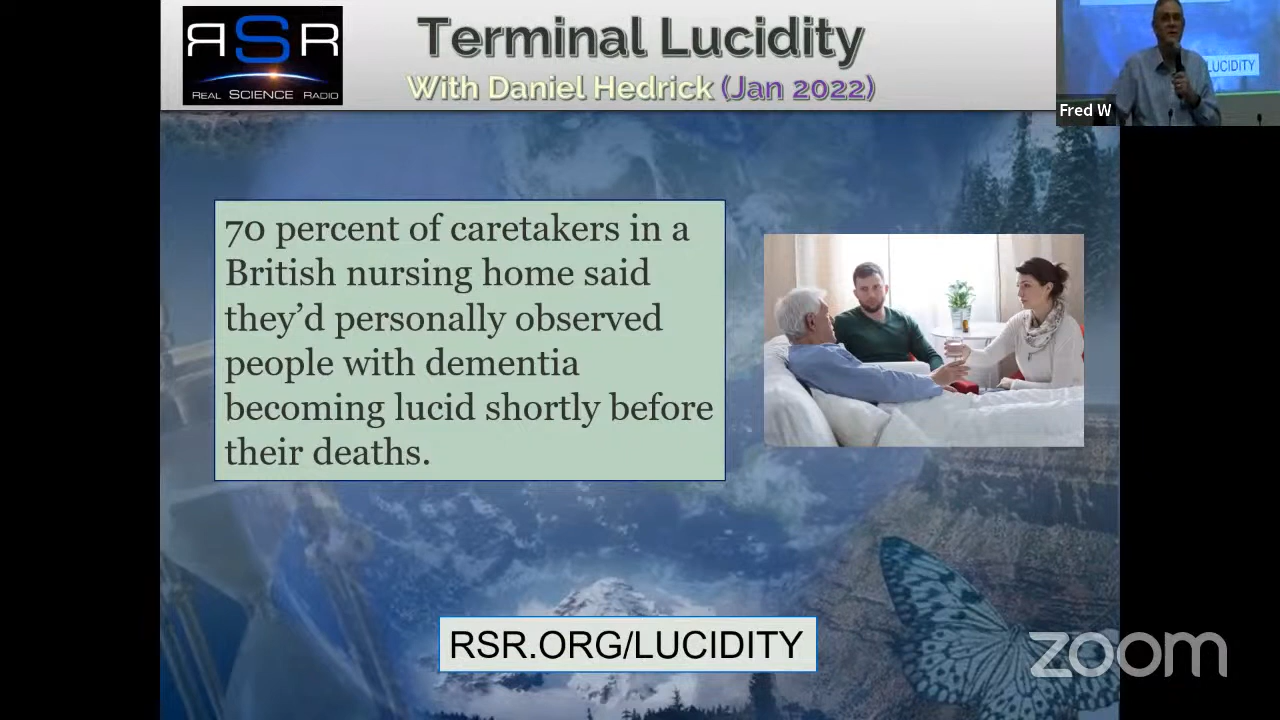 RSR
REAL SCIENCE RADIO
Terminal Lucidity
With Daniel Hedrick (Jan 2022)
LUCIDITY
Fred W
70 percent of caretakers in a
British nursing home said
they’d personally observed
people with dementia
becoming lucid shortly before
their deaths.
RSR.ORG/LUCIDITY
zoom